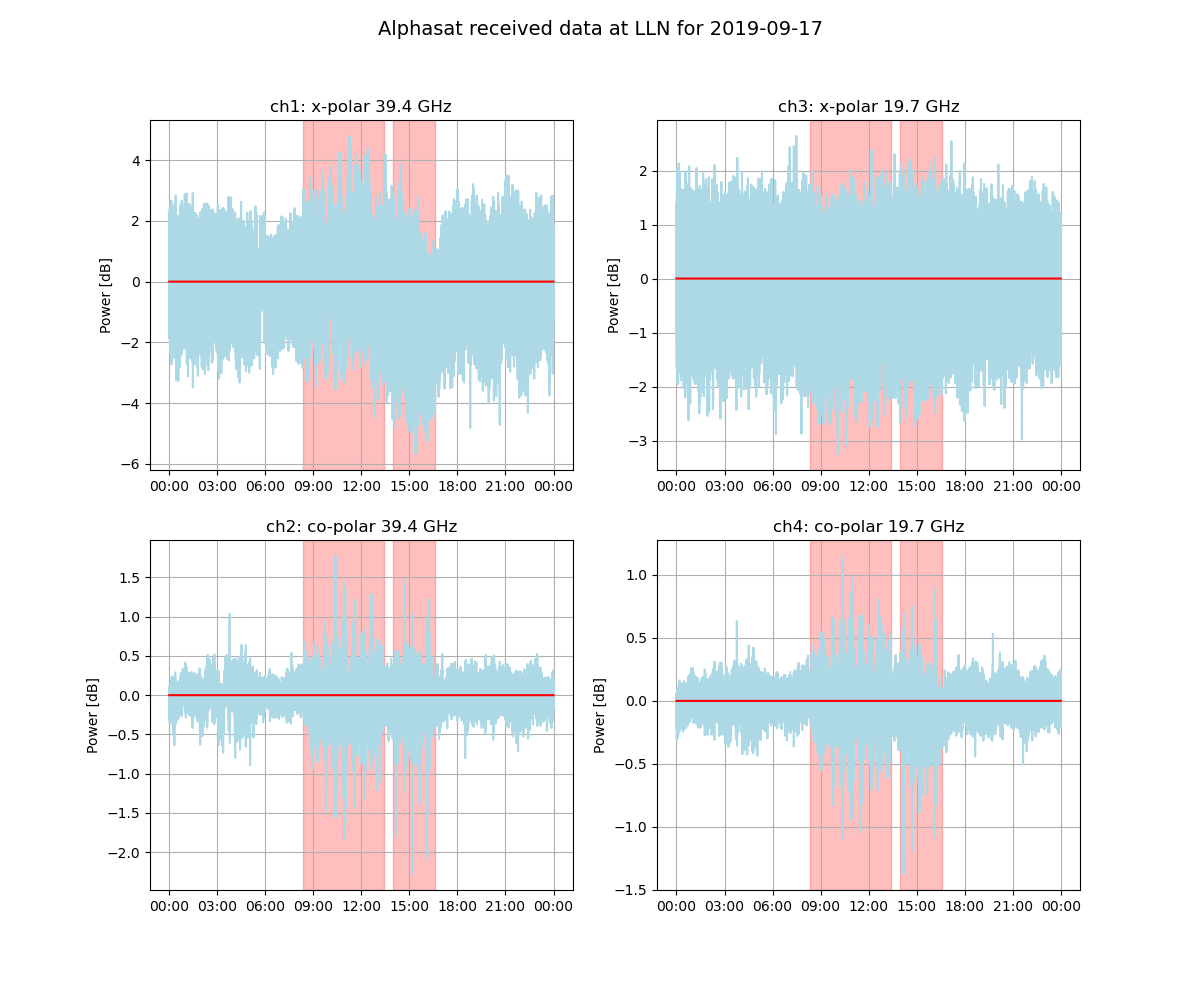 Alphasat received data at LLN for 2019-09-17
ch1: x-polar 39.4 GHz
Power [dB]
4
2
0
−2
−4
−6
00:00 03:00 06:00 09:00 12:00 15:00 18:00 21:00 00:00
ch3: x-polar 19.7 GHz
Power [dB]
2
1
0
−1
−2
−3
00:00 03:00 06:00 09:00 12:00 15:00 18:00 21:00 00:00
ch2: co-polar 39.4 GHz
Power [dB]
1.5
1.0
0.5
0.0
−0.5
−1.0
−1.5
−2.0
00:00 03:00 06:00 09:00 12:00 15:00 18:00 21:00 00:00
ch4: co-polar 19.7 GHz
Power [dB]
1.0
0.5
0.0
−0.5
−1.0
−1.5
00:00 03:00 06:00 09:00 12:00 15:00 18:00 21:00 00:00